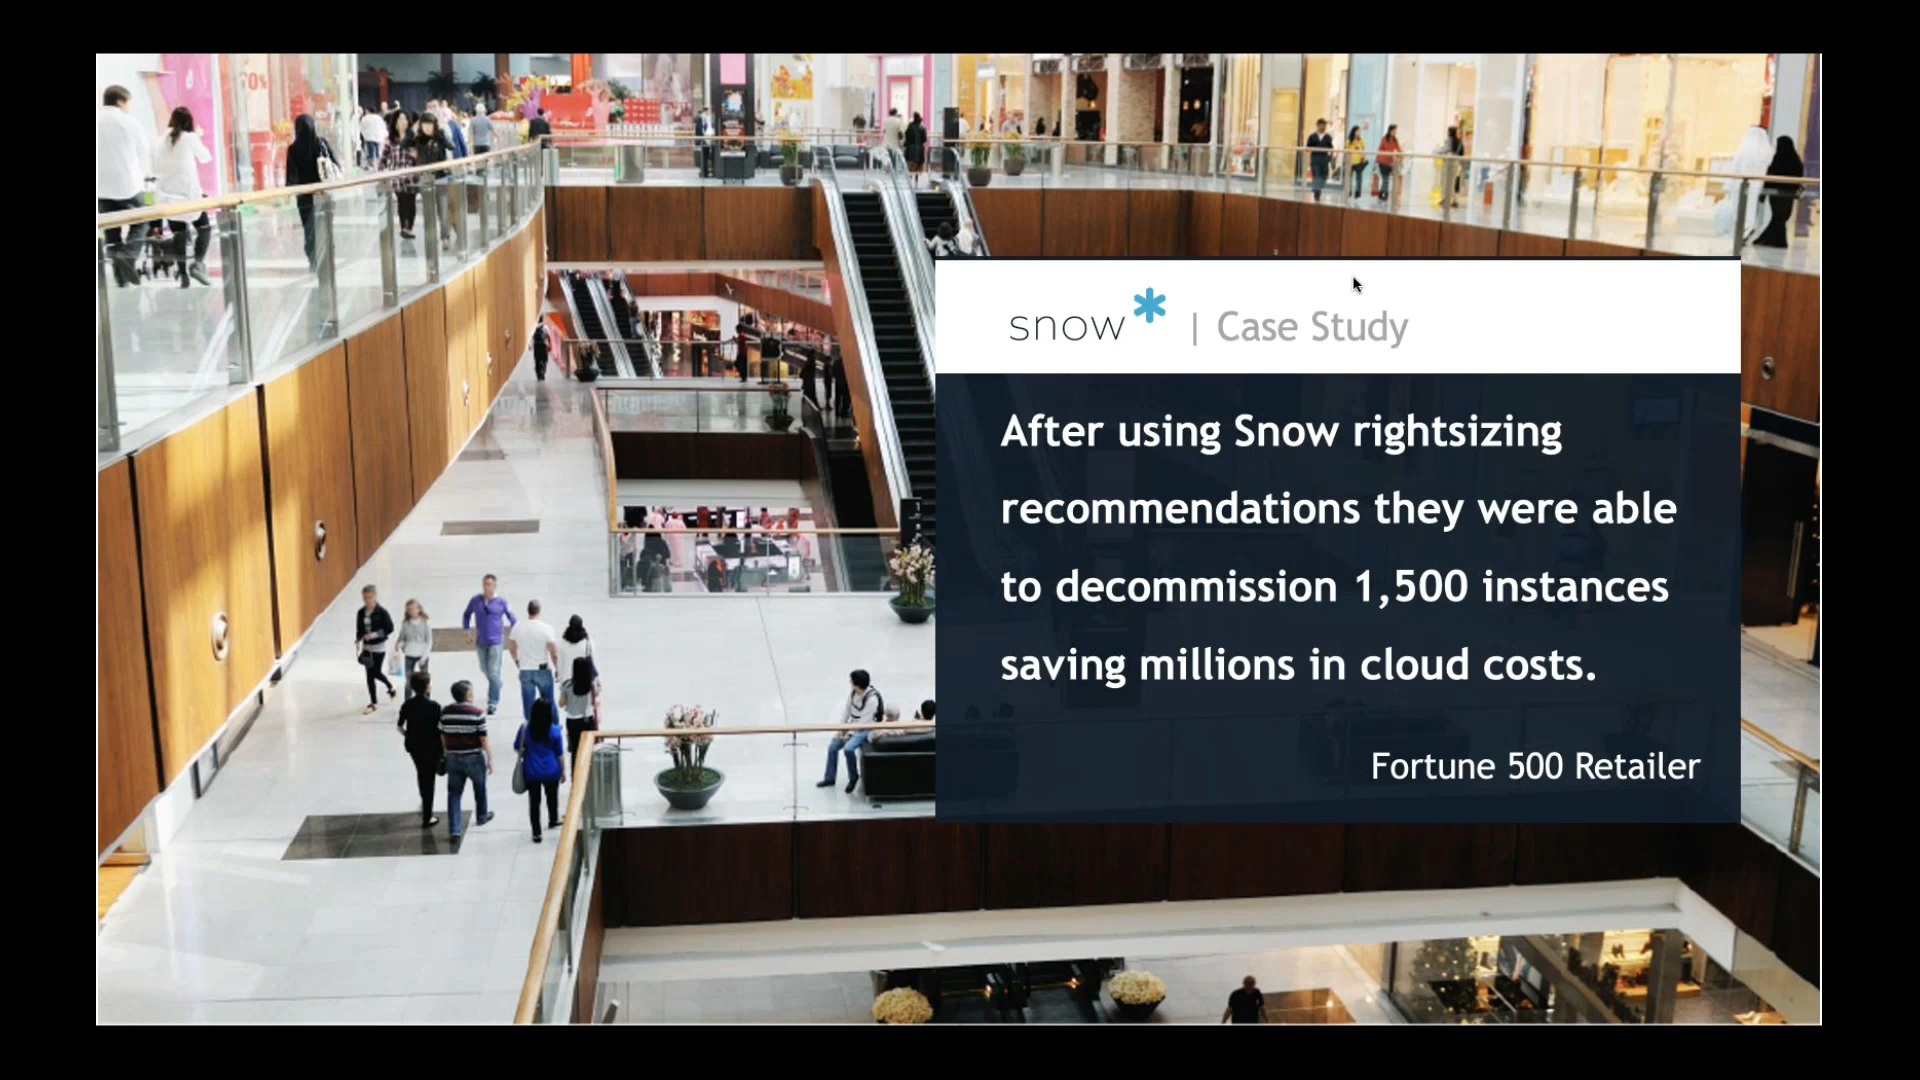 snow* | Case Study
After using Snow rightsizing
recommendations they were able
to decommission 1,500 instances
saving millions in cloud costs.
Fortune 500 Retailer